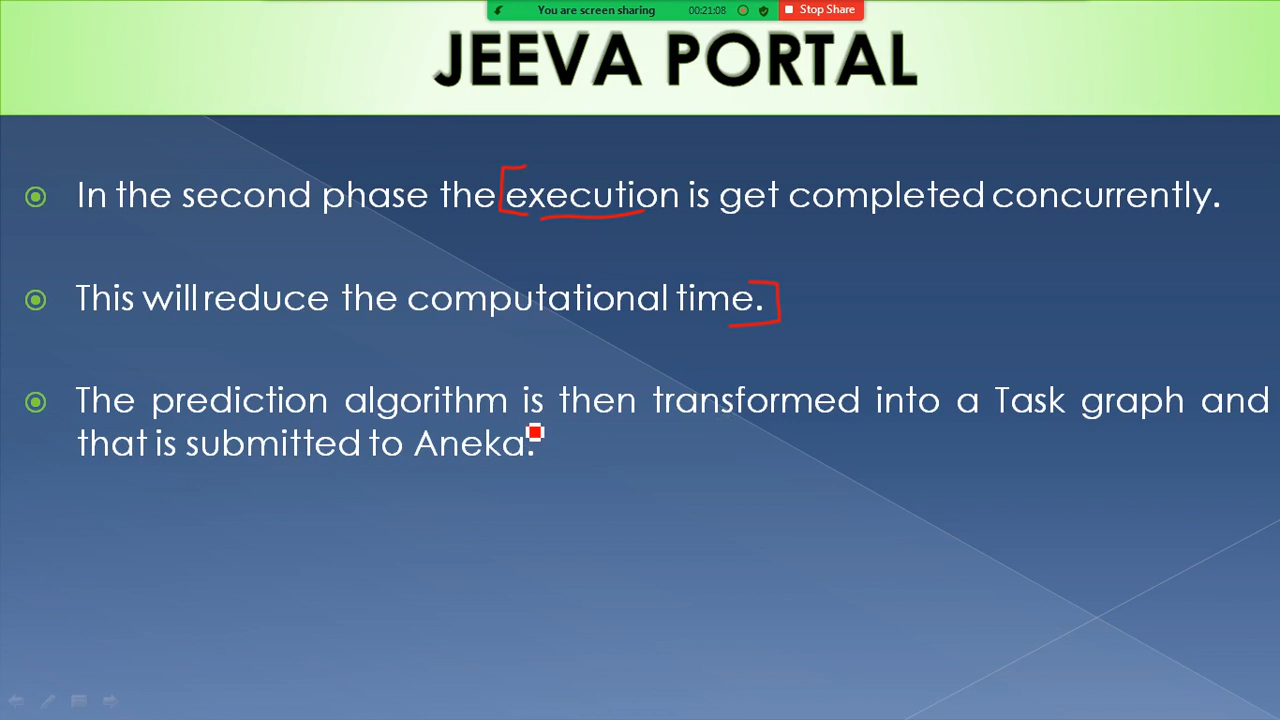 You are screen sharing 00:21:08 Stop Share
JEEVA PORTAL
In the second phase the execution is get completed concurrently.
This will reduce the computational time.
The prediction algorithm is then transformed into a Task graph and
that is submitted to Aneka.